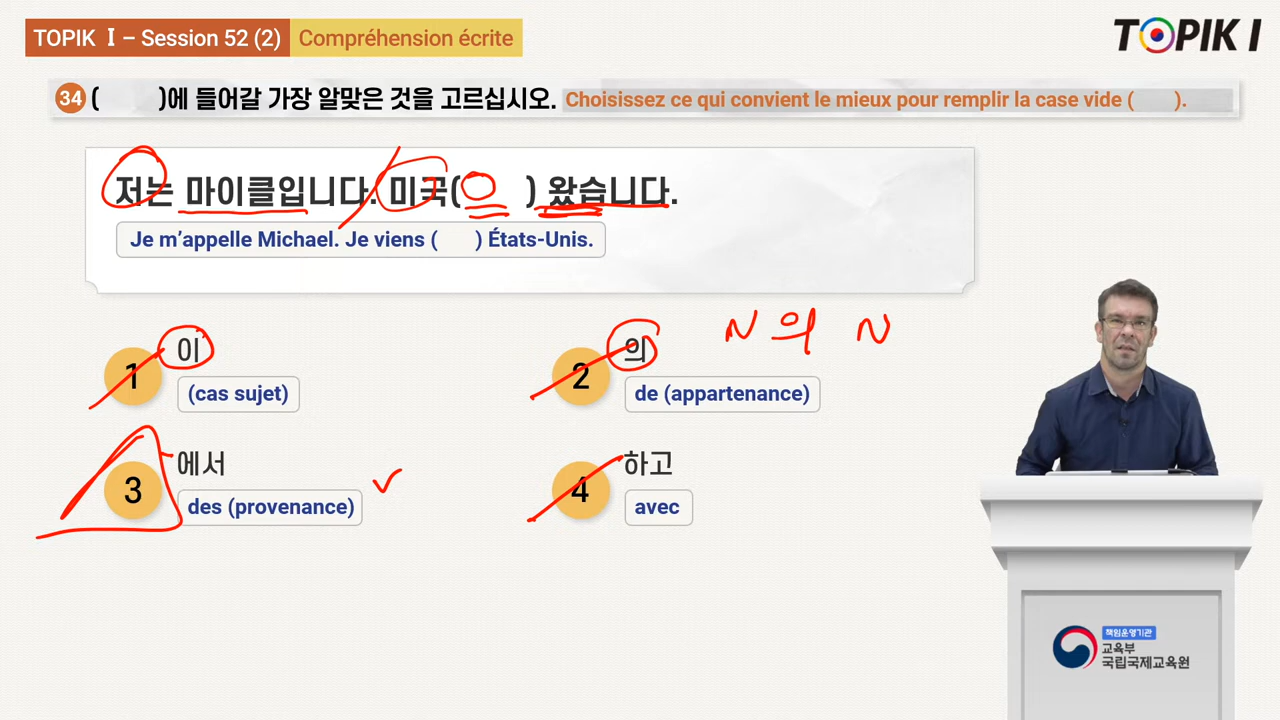 TOPIK I – Session 52 (2) Compréhension écrite
TOPIK I
34 ( )에 들어갈 가장 알맞은 것을 고르십시오. Choisissez ce qui convient le mieux pour remplir la case vide ( ).
저는 마이클입니다. 미국(으 ) 왔습니다.
Je m'appelle Michael. Je viens ( ) États-Unis.
N 의 N
1 이
(cas sujet)
2 의
de (appartenance)
3 에서
des (provenance)
4 하고
avec
책임운영기관
교육부
국립국제교육원